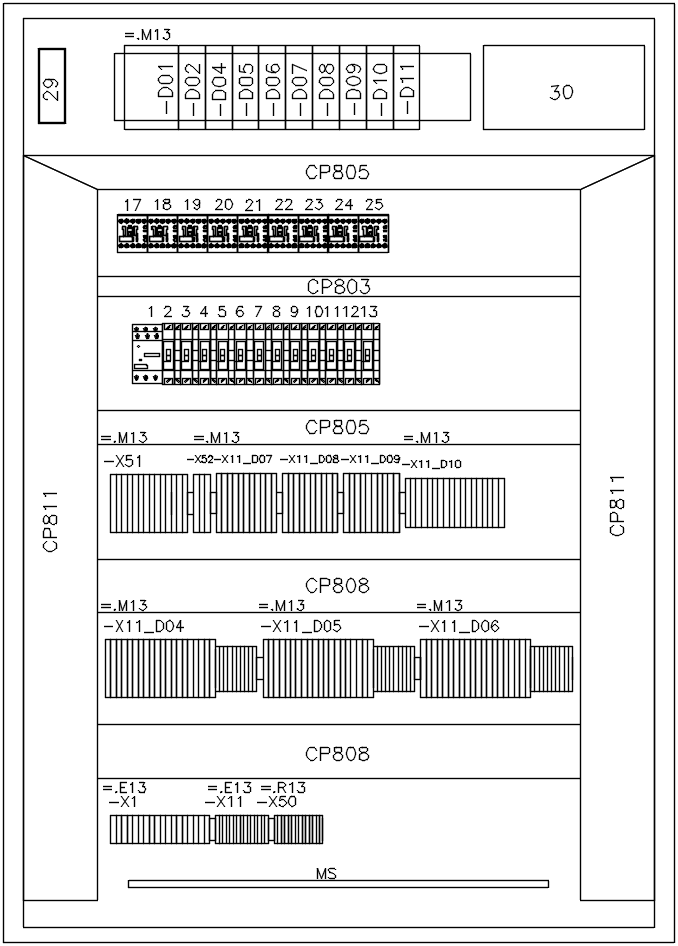 =.M13
29
-D01 -D02 -D04 -D05 -D06 -D07 -D08 -D09 -D10 -D11
30
CP805
17 18 19 20 21 22 23 24 25
CP803
1 2 3 4 5 6 7 8 9 10 11 12 13
CP805
=.M13 =.M13 =.M13
-X51 -X52 -X11_D07 -X11_D08 -X11_D09 -X11_D10
CP811
CP811
CP808
=.M13 =.M13 =.M13
-X11_D04 -X11_D05 -X11_D06
CP808
=.E13 =.E13 =.R13
-X1 -X11 -X50
MS